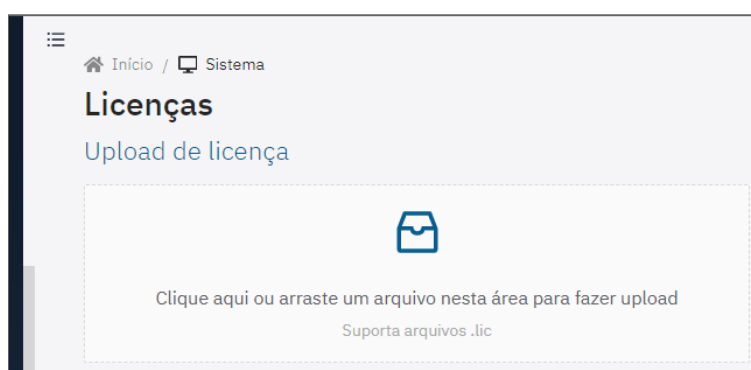 Início / Sistema
Licenças
Upload de licença
Clique aqui ou arraste um arquivo nesta área para fazer upload
Suporta arquivos .lic